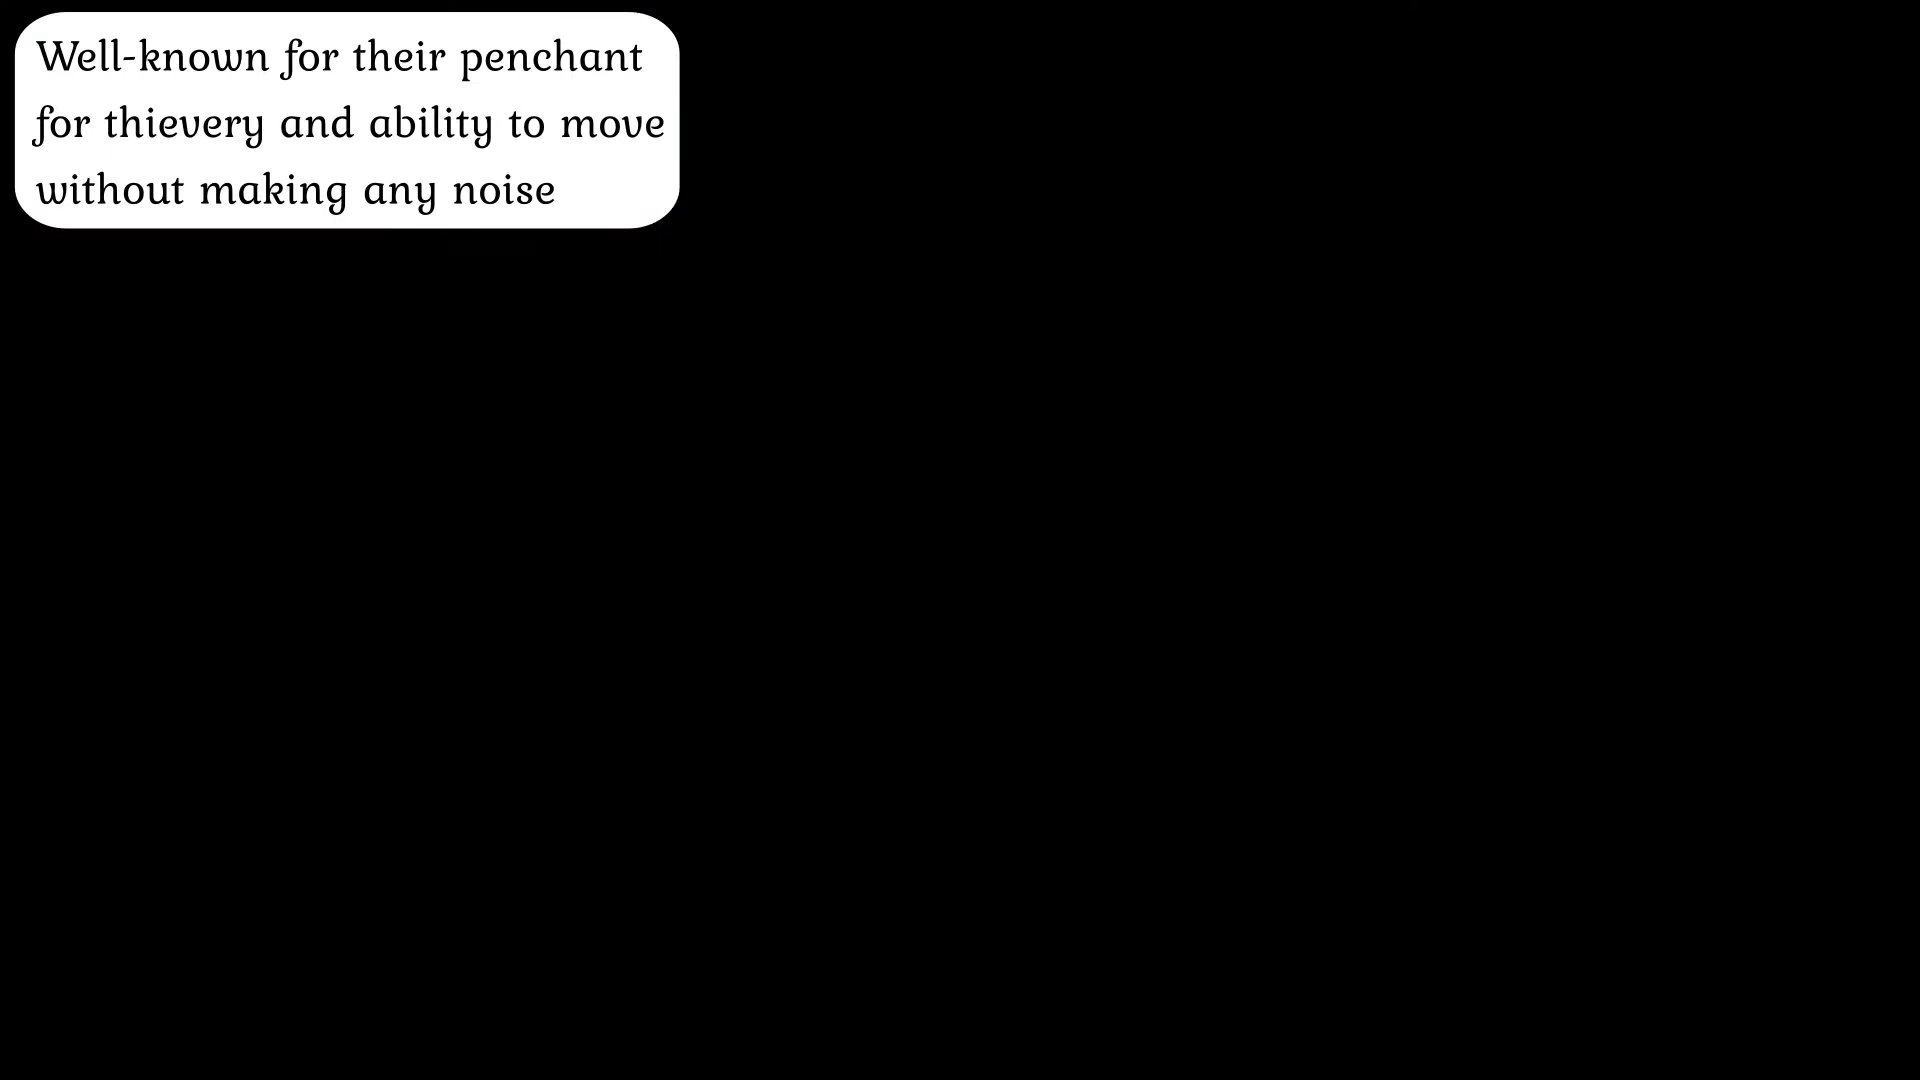 Well-known for their penchant
for thievery and ability to move
without making any noise